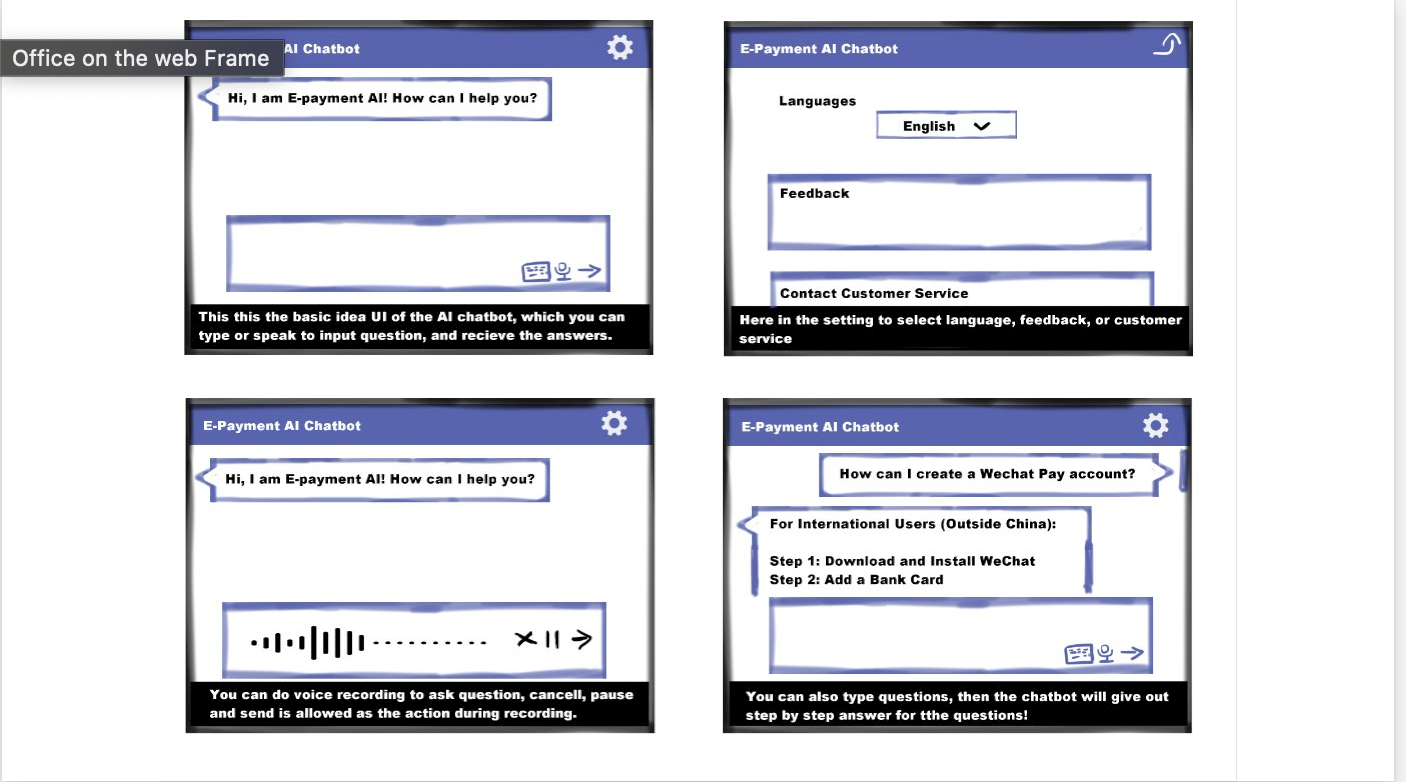 Office on the web Frame
AI Chatbot
Hi, I am E-payment AI! How can I help you?
This this the basic idea UI of the AI chatbot, which you can
type or speak to input question, and recieve the answers.
E-Payment AI Chatbot
Languages
English
Feedback
Contact Customer Service
Here in the setting to select language, feedback, or customer
service
E-Payment AI Chatbot
Hi, I am E-payment AI! How can I help you?
You can do voice recording to ask question, cancell, pause
and send is allowed as the action during recording.
E-Payment AI Chatbot
How can I create a Wechat Pay account?
For International Users (Outside China):
Step 1: Download and Install WeChat
Step 2: Add a Bank Card
You can also type questions, then the chatbot will give out
step by step answer for tthe questions!